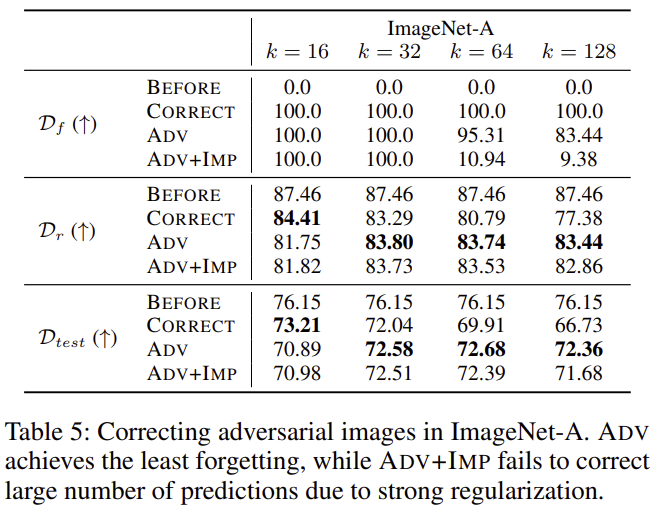 ImageNet-A
k = 16 k = 32 k = 64 k = 128
BEFORE 0.0 0.0 0.0 0.0
CORRECT 100.0 100.0 100.0 100.0
D_f (↑)
ADV 100.0 100.0 95.31 83.44
ADV+IMP 100.0 100.0 10.94 9.38
BEFORE 87.46 87.46 87.46 87.46
CORRECT 84.41 83.29 80.79 77.38
D_r (↑)
ADV 81.75 83.80 83.74 83.44
ADV+IMP 81.82 83.73 83.53 82.86
BEFORE 76.15 76.15 76.15 76.15
CORRECT 73.21 72.04 69.91 66.73
D_test (↑)
ADV 70.89 72.58 72.68 72.36
ADV+IMP 70.98 72.51 72.39 71.68
Table 5: Correcting adversarial images in ImageNet-A. ADV
achieves the least forgetting, while ADV+IMP fails to correct
large number of predictions due to strong regularization.